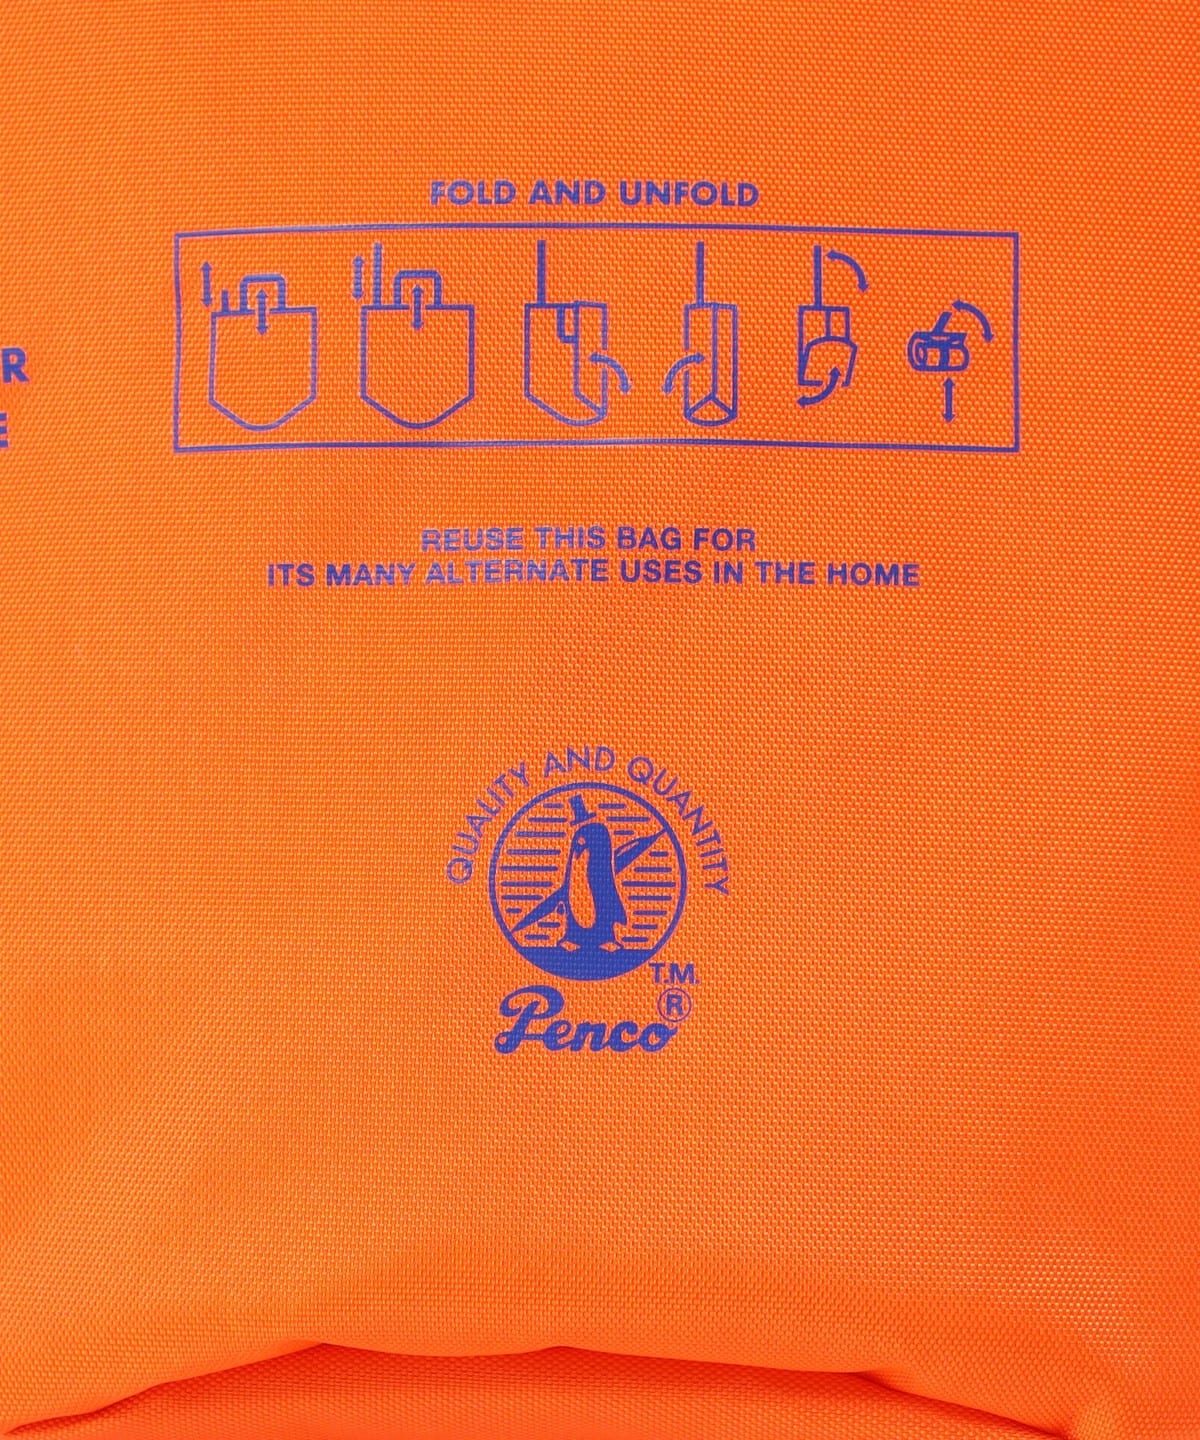 FOLD AND UNFOLD
R
E
REUSE THIS BAG FOR
ITS MANY ALTERNATE USES IN THE HOME
QUALITY AND QUANTITY
T.M.
Penco®